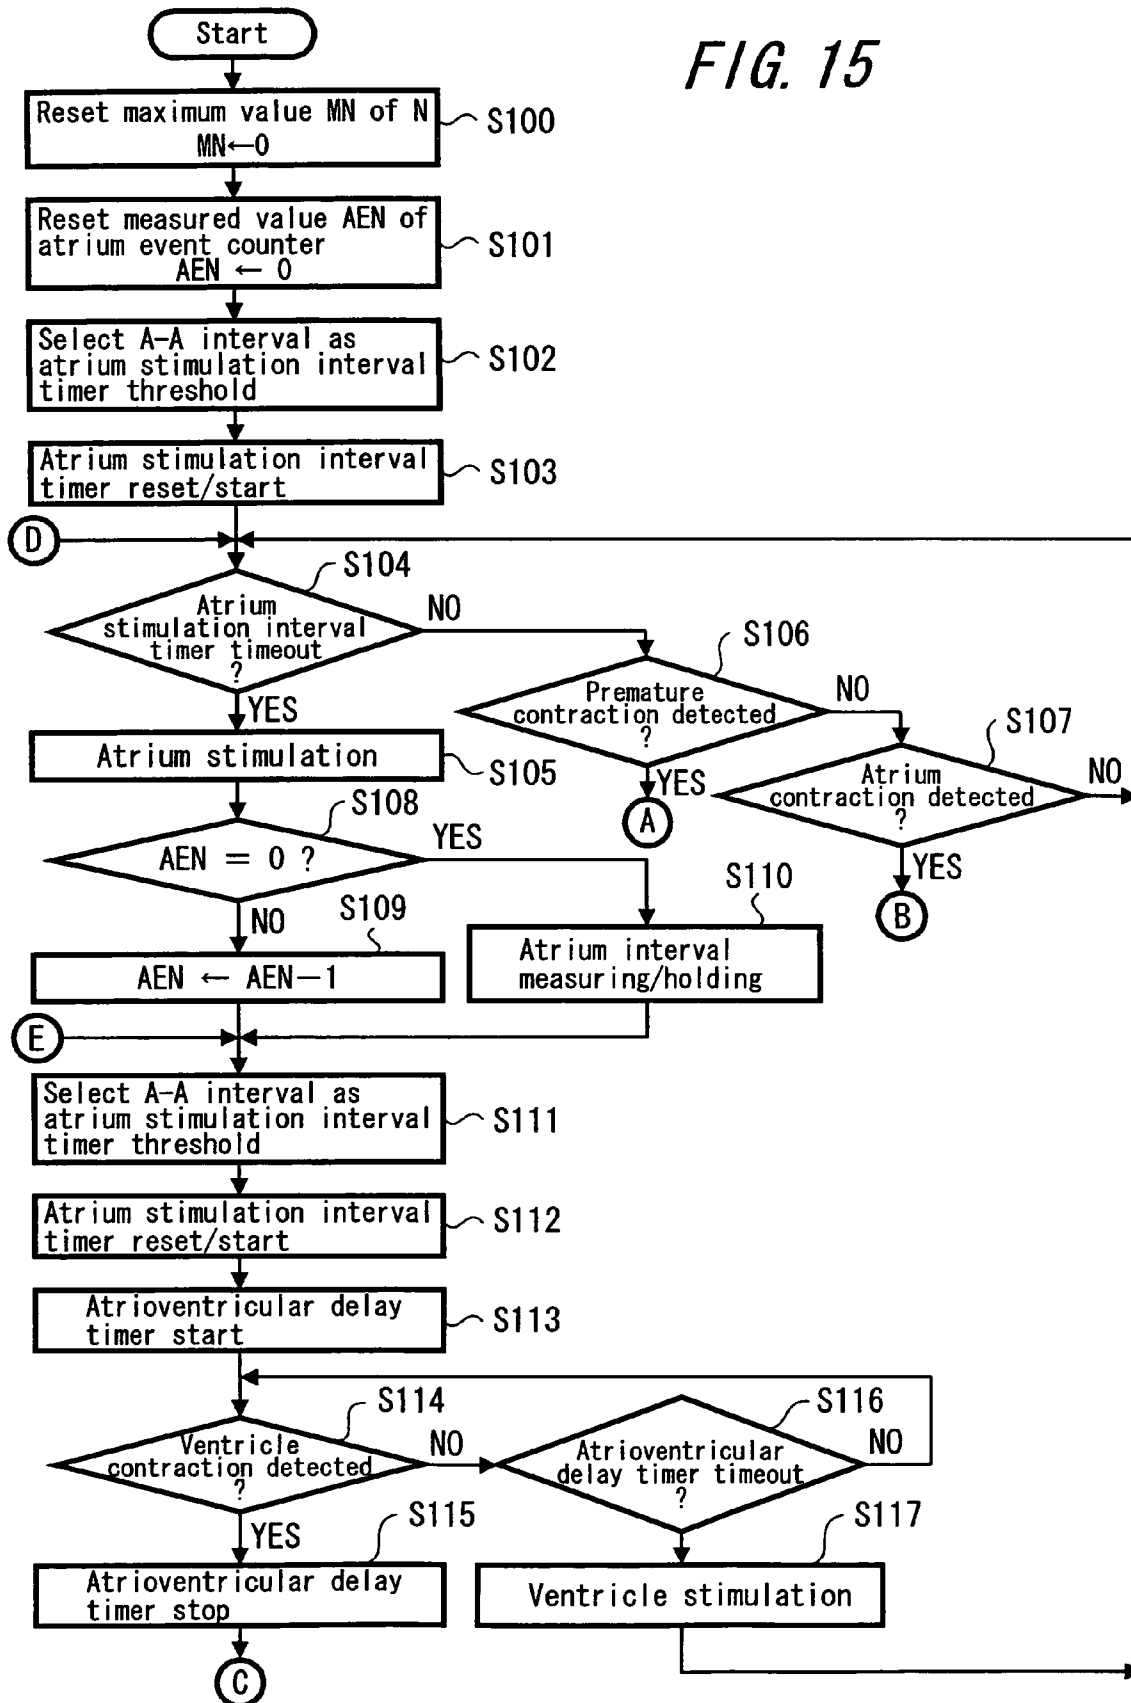 FIG. 15
Start
Reset maximum value MN of N
MN←0
S100
Reset measured value AEN of
atrium event counter
AEN ← 0
S101
Select A-A interval as
atrium stimulation interval
timer threshold
S102
Atrium stimulation interval
timer reset/start
S103
D
S104
Atrium
stimulation interval
timer timeout
?
NO
YES
S106
Premature
contraction detected
?
NO
YES
A
S107
Atrium
contraction detected
?
NO
YES
B
Atrium stimulation
S105
S108
AEN = 0 ?
YES
NO
S109
AEN ← AEN-1
S110
Atrium interval
measuring/holding
E
Select A-A interval as
atrium stimulation interval
timer threshold
S111
Atrium stimulation interval
timer reset/start
S112
Atrioventricular delay
timer start
S113
S114
Ventricle
contraction detected
?
NO
YES
S116
Atrioventricular
delay timer timeout
?
NO
S115
Atrioventricular delay
timer stop
S117
Ventricle stimulation
C